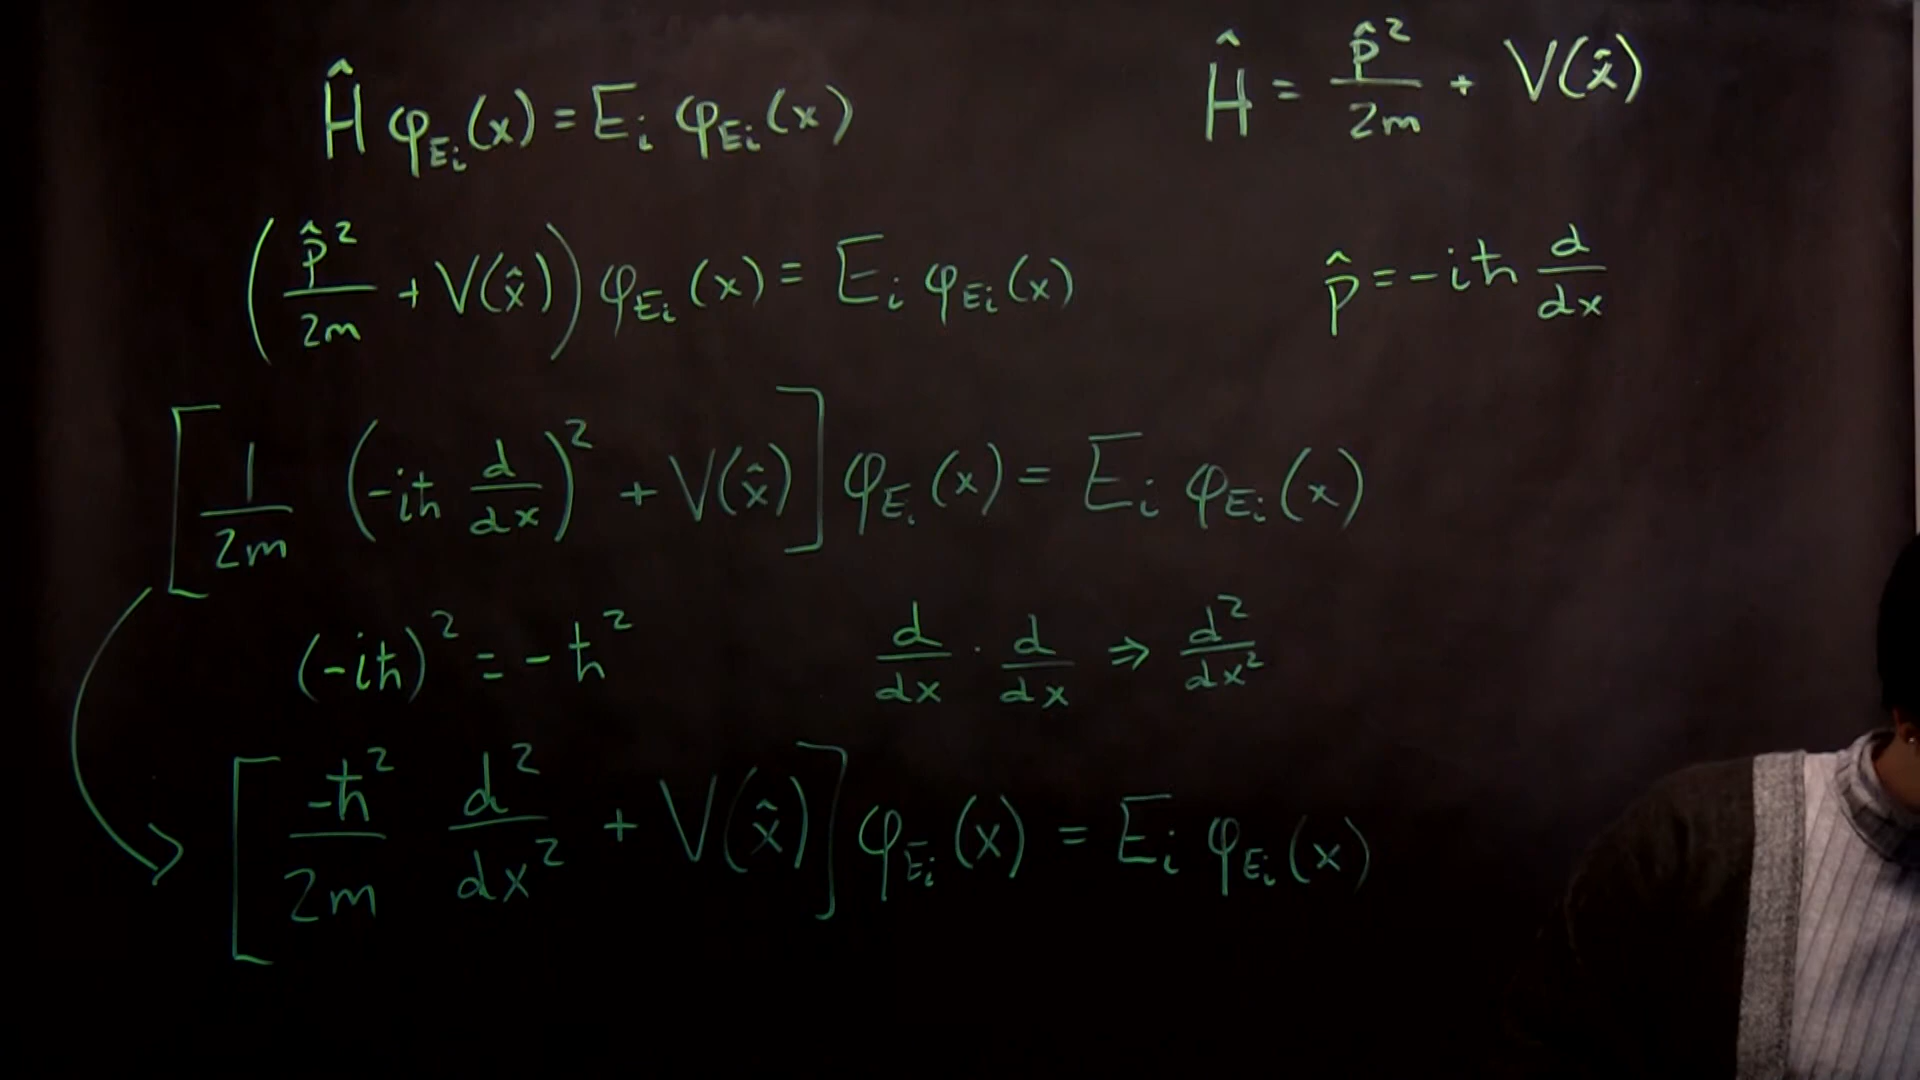 Ĥ φ_{E_i}(x) = E_i φ_{E_i}(x)
Ĥ = p̂²/2m + V(x̂)
(p̂²/2m + V(x̂)) φ_{E_i}(x) = E_i φ_{E_i}(x)
p̂ = -iħ d/dx
[1/2m (-iħ d/dx)² + V(x̂)] φ_{E_i}(x) = E_i φ_{E_i}(x)
(-iħ)² = -ħ²
d/dx · d/dx ⇒ d²/dx²
[-ħ²/2m d²/dx² + V(x̂)] φ_{E_i}(x) = E_i φ_{E_i}(x)